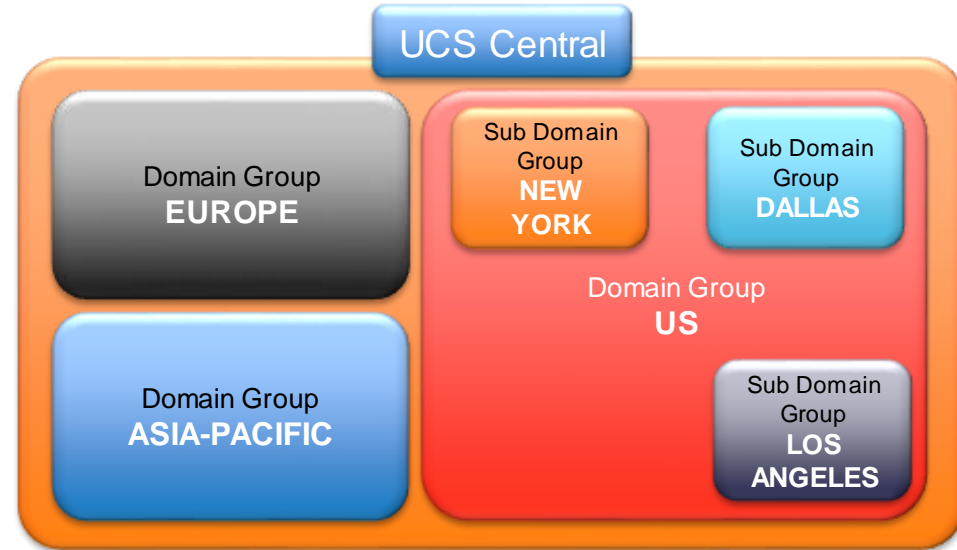 UCS Central
Domain Group
EUROPE
Domain Group
ASIA-PACIFIC
Sub Domain
Group
NEW
YORK
Sub Domain
Group
DALLAS
Domain Group
US
Sub Domain
Group
LOS
ANGELES